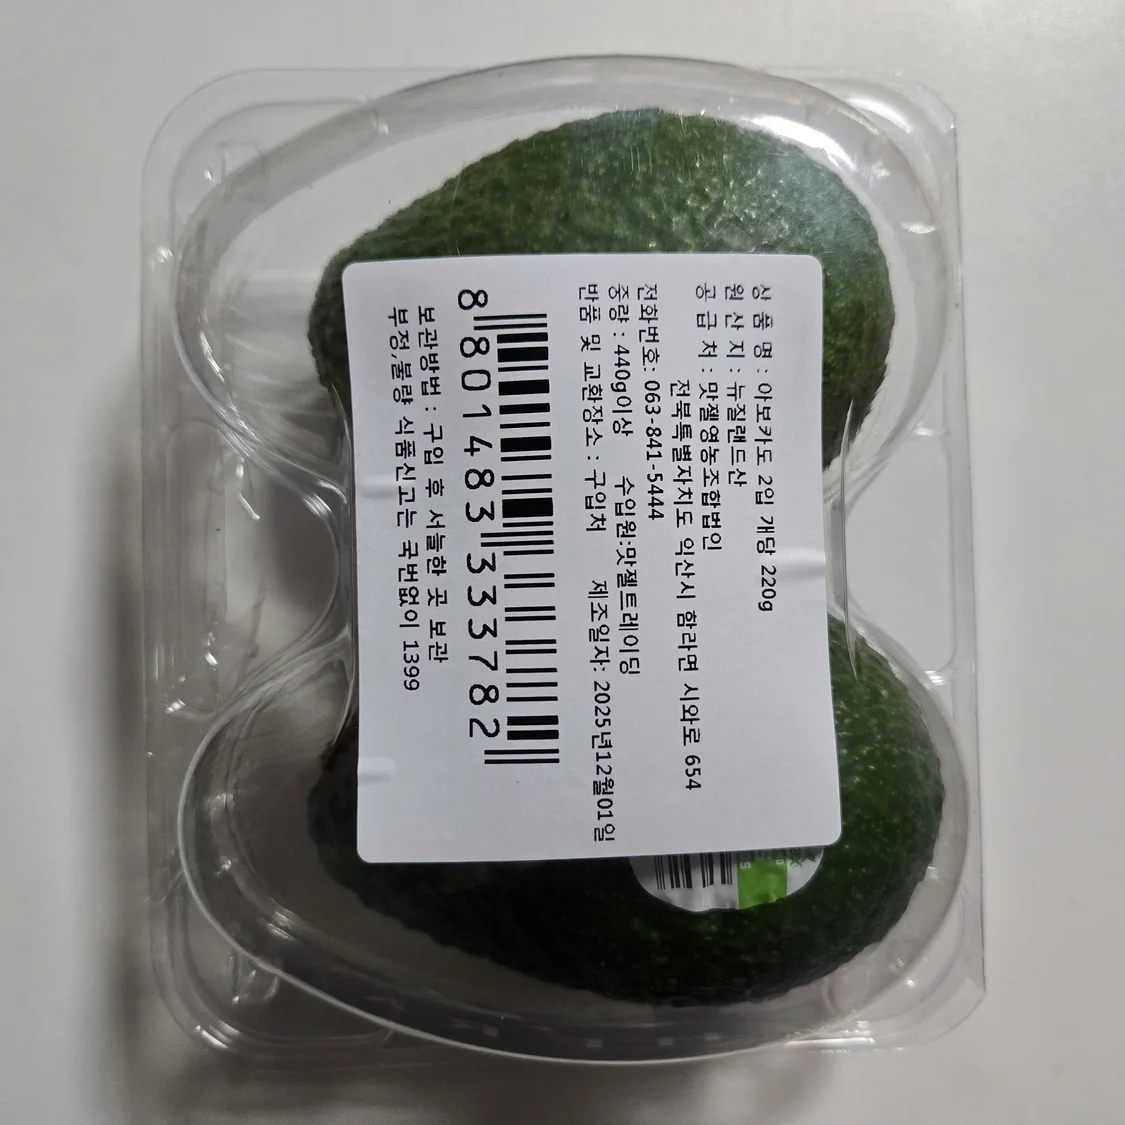 상 품 명 : 아보카도 2입 개당 220g
원 산 지 : 뉴질랜드산
공 급 처 : 맛젤영농조합법인
전북특별자치도 익산시 함라면 시와로 654
전화번호: 063-841-5444
중량 : 440g이상 수입원:맛젤트레이딩
반품 및 교환장소 : 구입처 제조일자: 2025년12월01일
8 801483 333782
보관방법 : 구입 후 서늘한 곳 보관
부정,불량 식품신고는 국번없이 1399